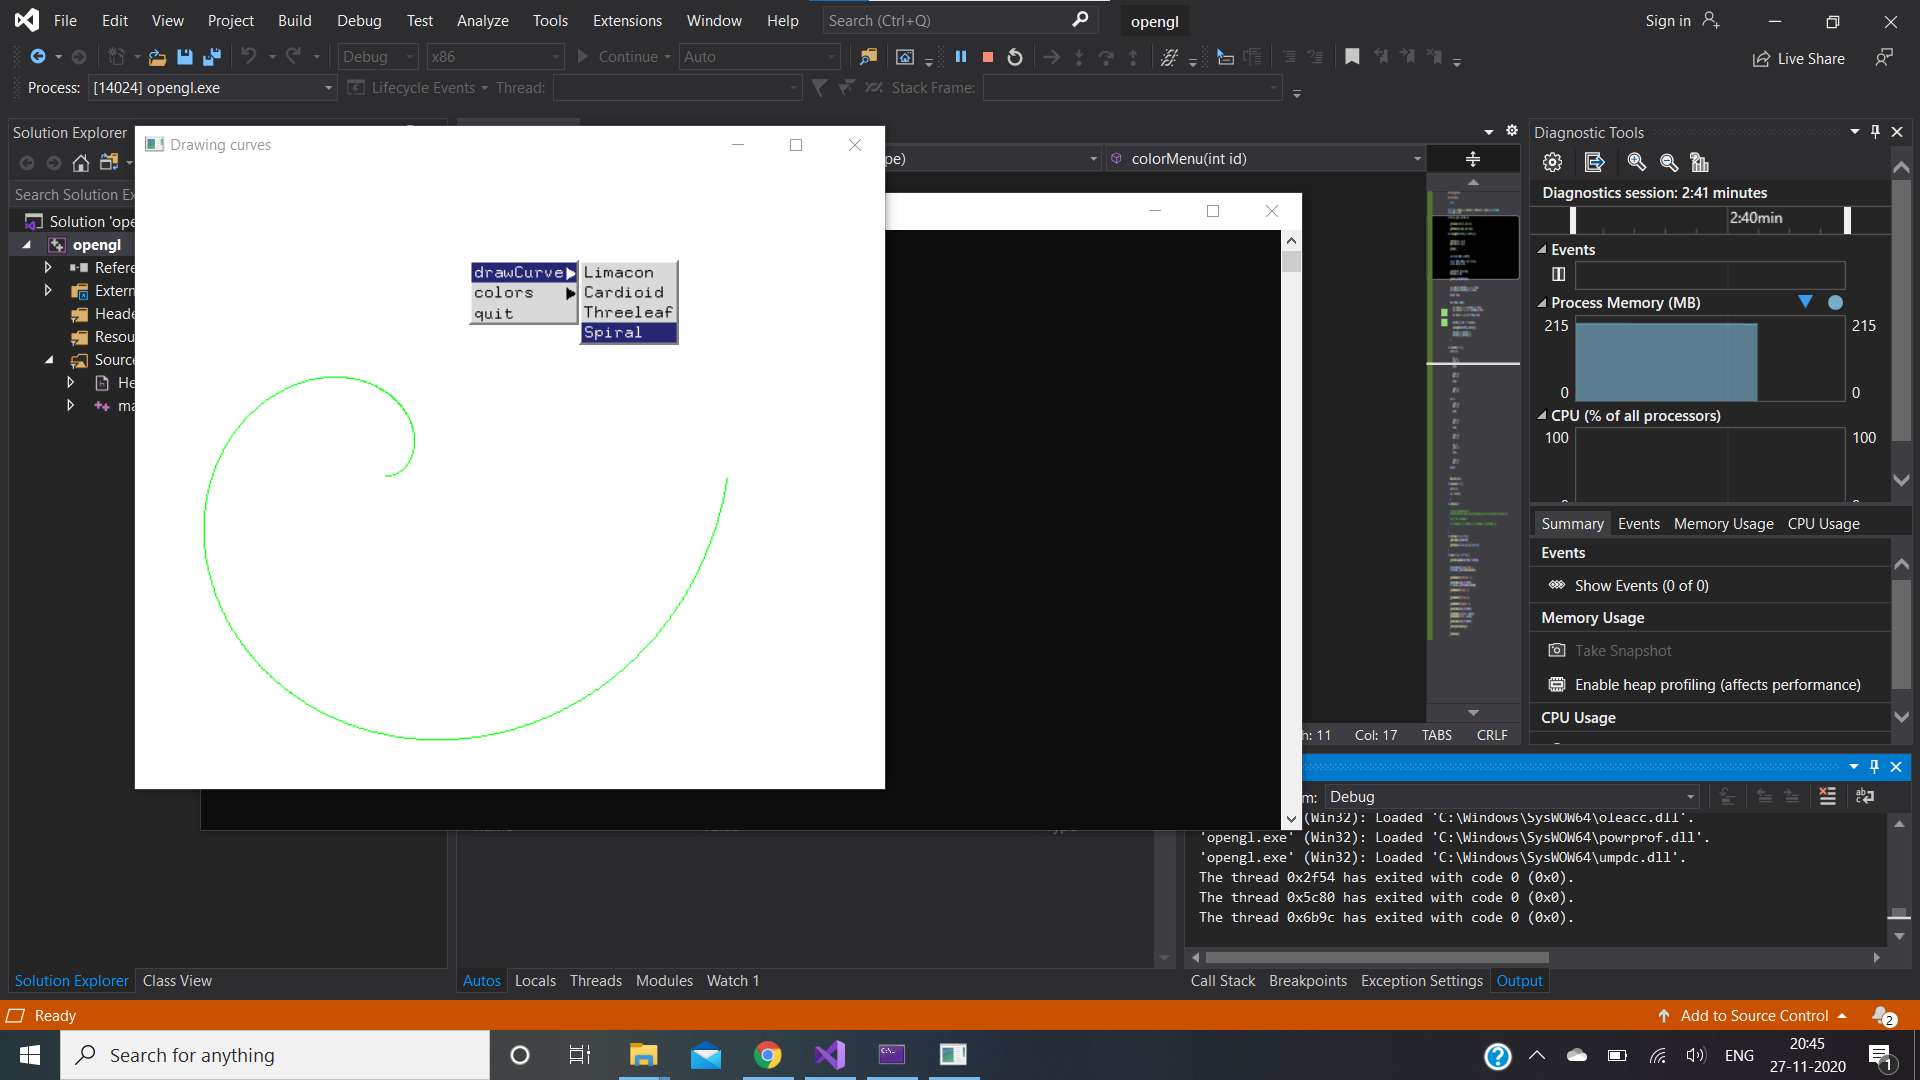 File Edit View Project Build Debug Test Analyze Tools Extensions Window Help Search (Ctrl+Q) opengl Sign in
Debug x86 Continue Auto Live Share
Process: [14024] opengl.exe Lifecycle Events Thread: Stack Frame:
Solution Explorer
Search Solution Ex
Solution 'ope
opengl
Refere
Extern
Heade
Resou
Source
He
ma
Drawing curves
drawCurve
colors
quit
Limacon
Cardioid
Threeleaf
Spiral
pe) colorMenu(int id)
Col: 17 TABS CRLF
Diagnostic Tools
Diagnostics session: 2:41 minutes
2:40min
Events
Process Memory (MB)
215 215
0 0
CPU (% of all processors)
100 100
Summary Events Memory Usage CPU Usage
Events
Show Events (0 of 0)
Memory Usage
Take Snapshot
Enable heap profiling (affects performance)
CPU Usage
m: Debug
(Win32): Loaded 'C:\Windows\SysWOW64\oleacc.dll'.
'opengl.exe' (Win32): Loaded 'C:\Windows\SysWOW64\powrprof.dll'.
'opengl.exe' (Win32): Loaded 'C:\Windows\SysWOW64\umpdc.dll'.
The thread 0x2f54 has exited with code 0 (0x0).
The thread 0x5c80 has exited with code 0 (0x0).
The thread 0x6b9c has exited with code 0 (0x0).
Solution Explorer Class View
Autos Locals Threads Modules Watch 1
Call Stack Breakpoints Exception Settings Output
Ready Add to Source Control 2
Search for anything
ENG 20:45
27-11-2020 1